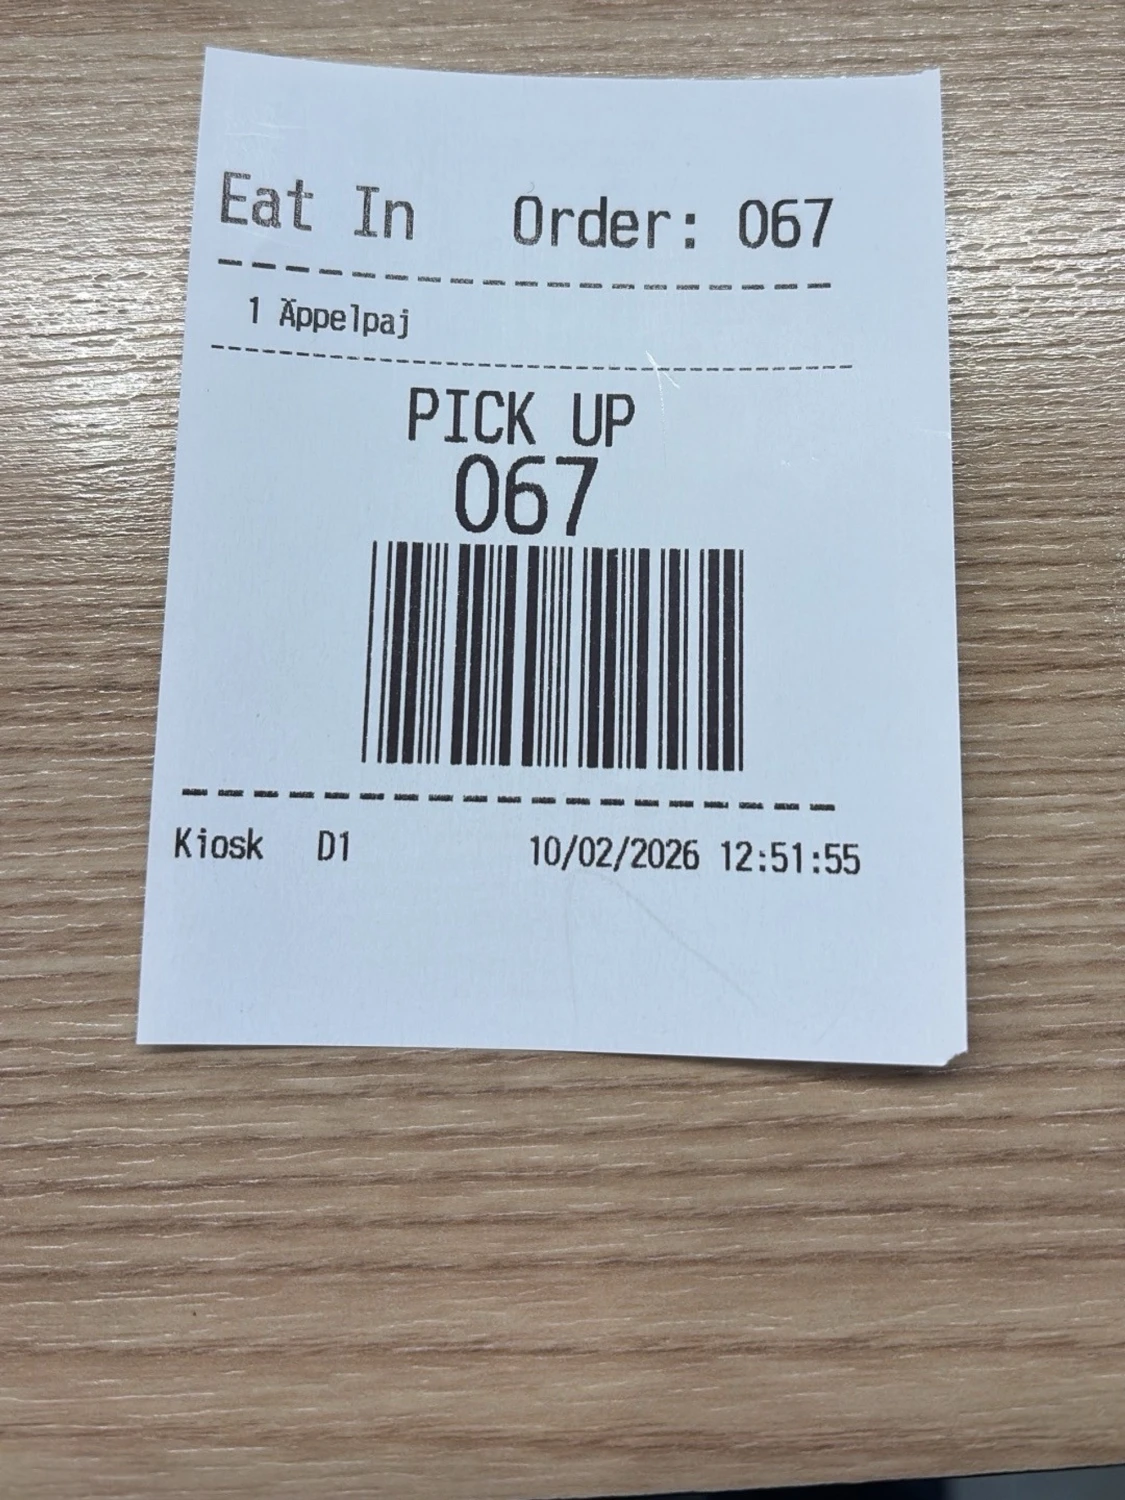 Eat In Order: 067
1 Äppelpaj
PICK UP
067
Kiosk D1 10/02/2026 12:51:55